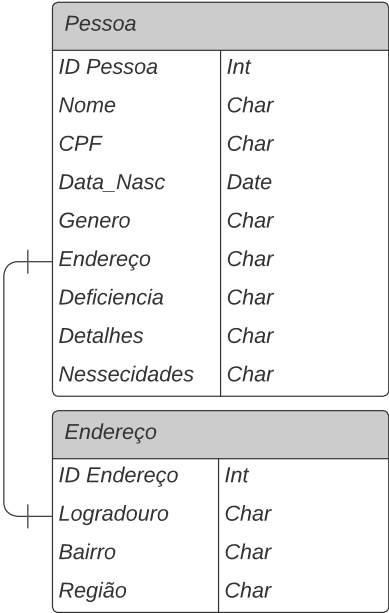 Pessoa
ID Pessoa Int
Nome Char
CPF Char
Data_Nasc Date
Genero Char
Endereço Char
Deficiencia Char
Detalhes Char
Nessecidades Char
Endereço
ID Endereço Int
Logradouro Char
Bairro Char
Região Char